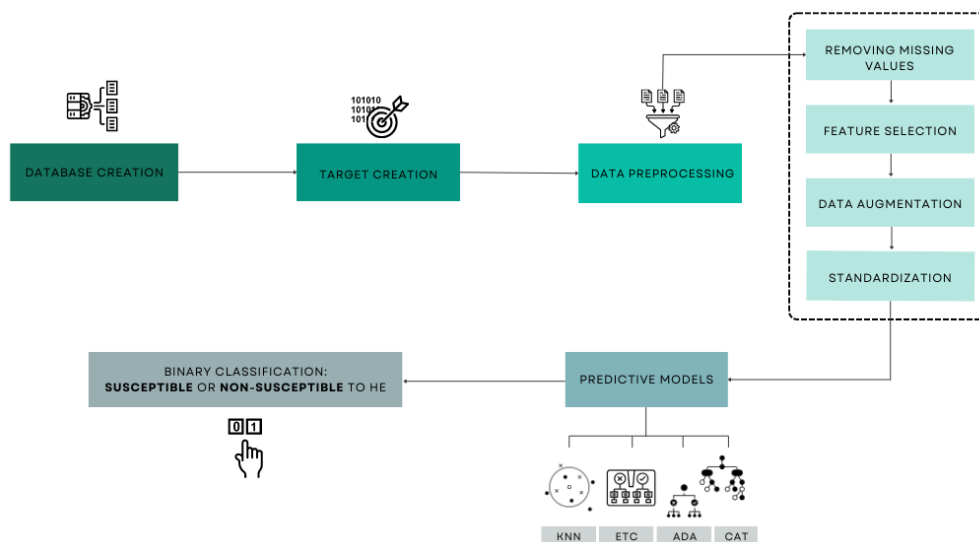 REMOVING MISSING
VALUES
101010
1010
101
DATABASE CREATION
TARGET CREATION
DATA PREPROCESSING
FEATURE SELECTION
DATA AUGMENTATION
STANDARDIZATION
BINARY CLASSIFICATION:
SUSCEPTIBLE OR NON-SUSCEPTIBLE TO HE
PREDICTIVE MODELS
0 1
KNN
ETC
ADA
CAT